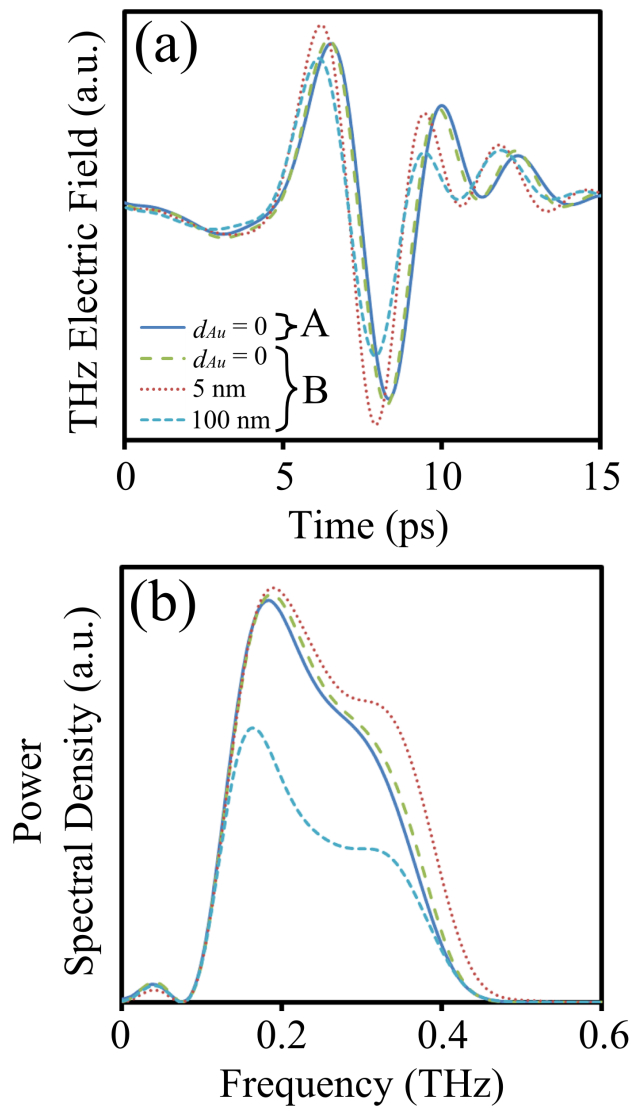 (a)
THz Electric Field (a.u.)
dAu = 0 } A
dAu = 0
5 nm } B
100 nm
0 5 10 15
Time (ps)
(b)
Power
Spectral Density (a.u.)
0 0.2 0.4 0.6
Frequency (THz)